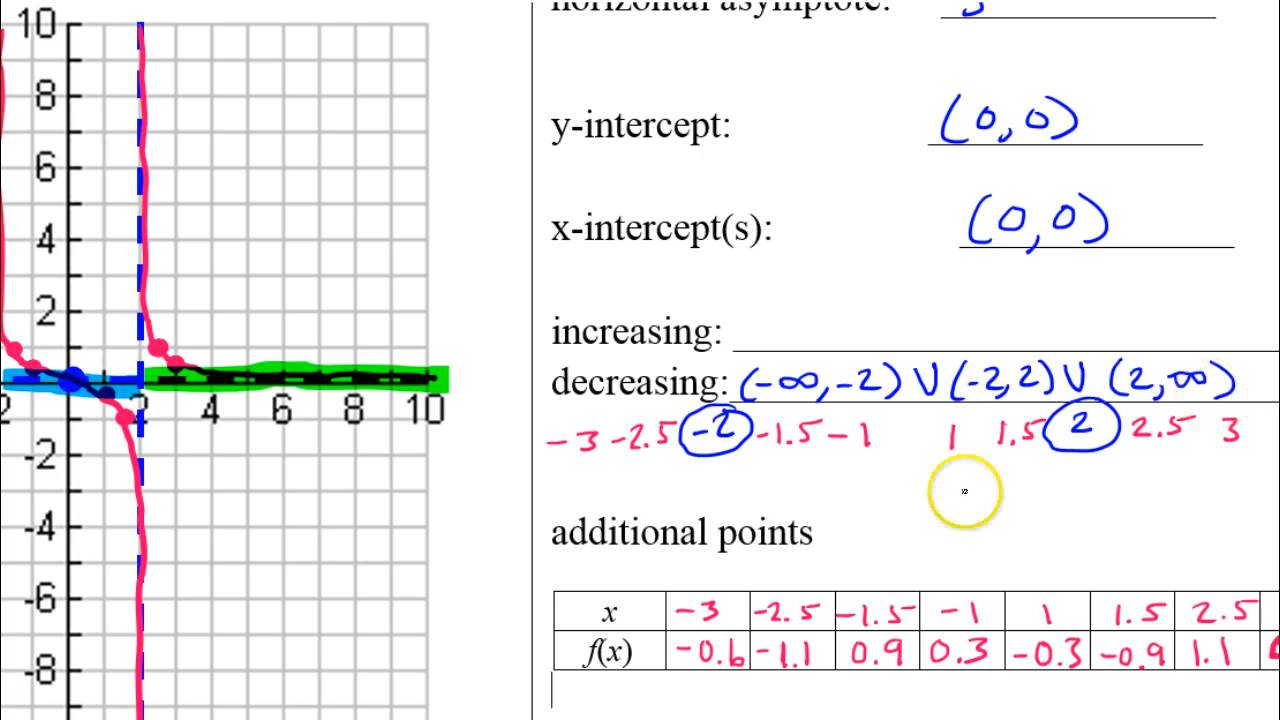 horizontal asymptote:
y-intercept: (0,0)
x-intercept(s): (0,0)
increasing:
decreasing: (-∞,-2) ∪ (-2,2) ∪ (2,∞)
-3 -2.5 -2 -1.5 -1 1 1.5 2 2.5 3
additional points
x -3 -2.5 -1.5 -1 1 1.5 2.5
f(x) -0.6 -1.1 0.9 0.3 -0.3 -0.9 1.1
10
8
6
4
2
2 2 4 6 8 10
-2
-4
-6
-8